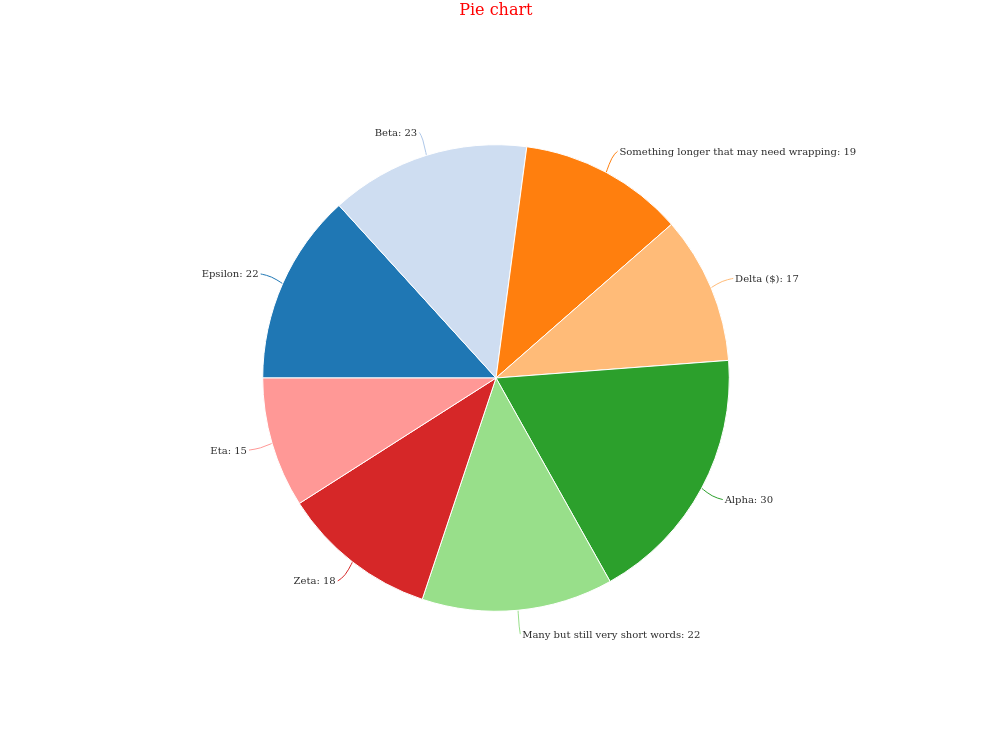 Pie chart
Beta: 23
Something longer that may need wrapping: 19
Epsilon: 22
Delta ($): 17
Eta: 15
Alpha: 30
Zeta: 18
Many but still very short words: 22